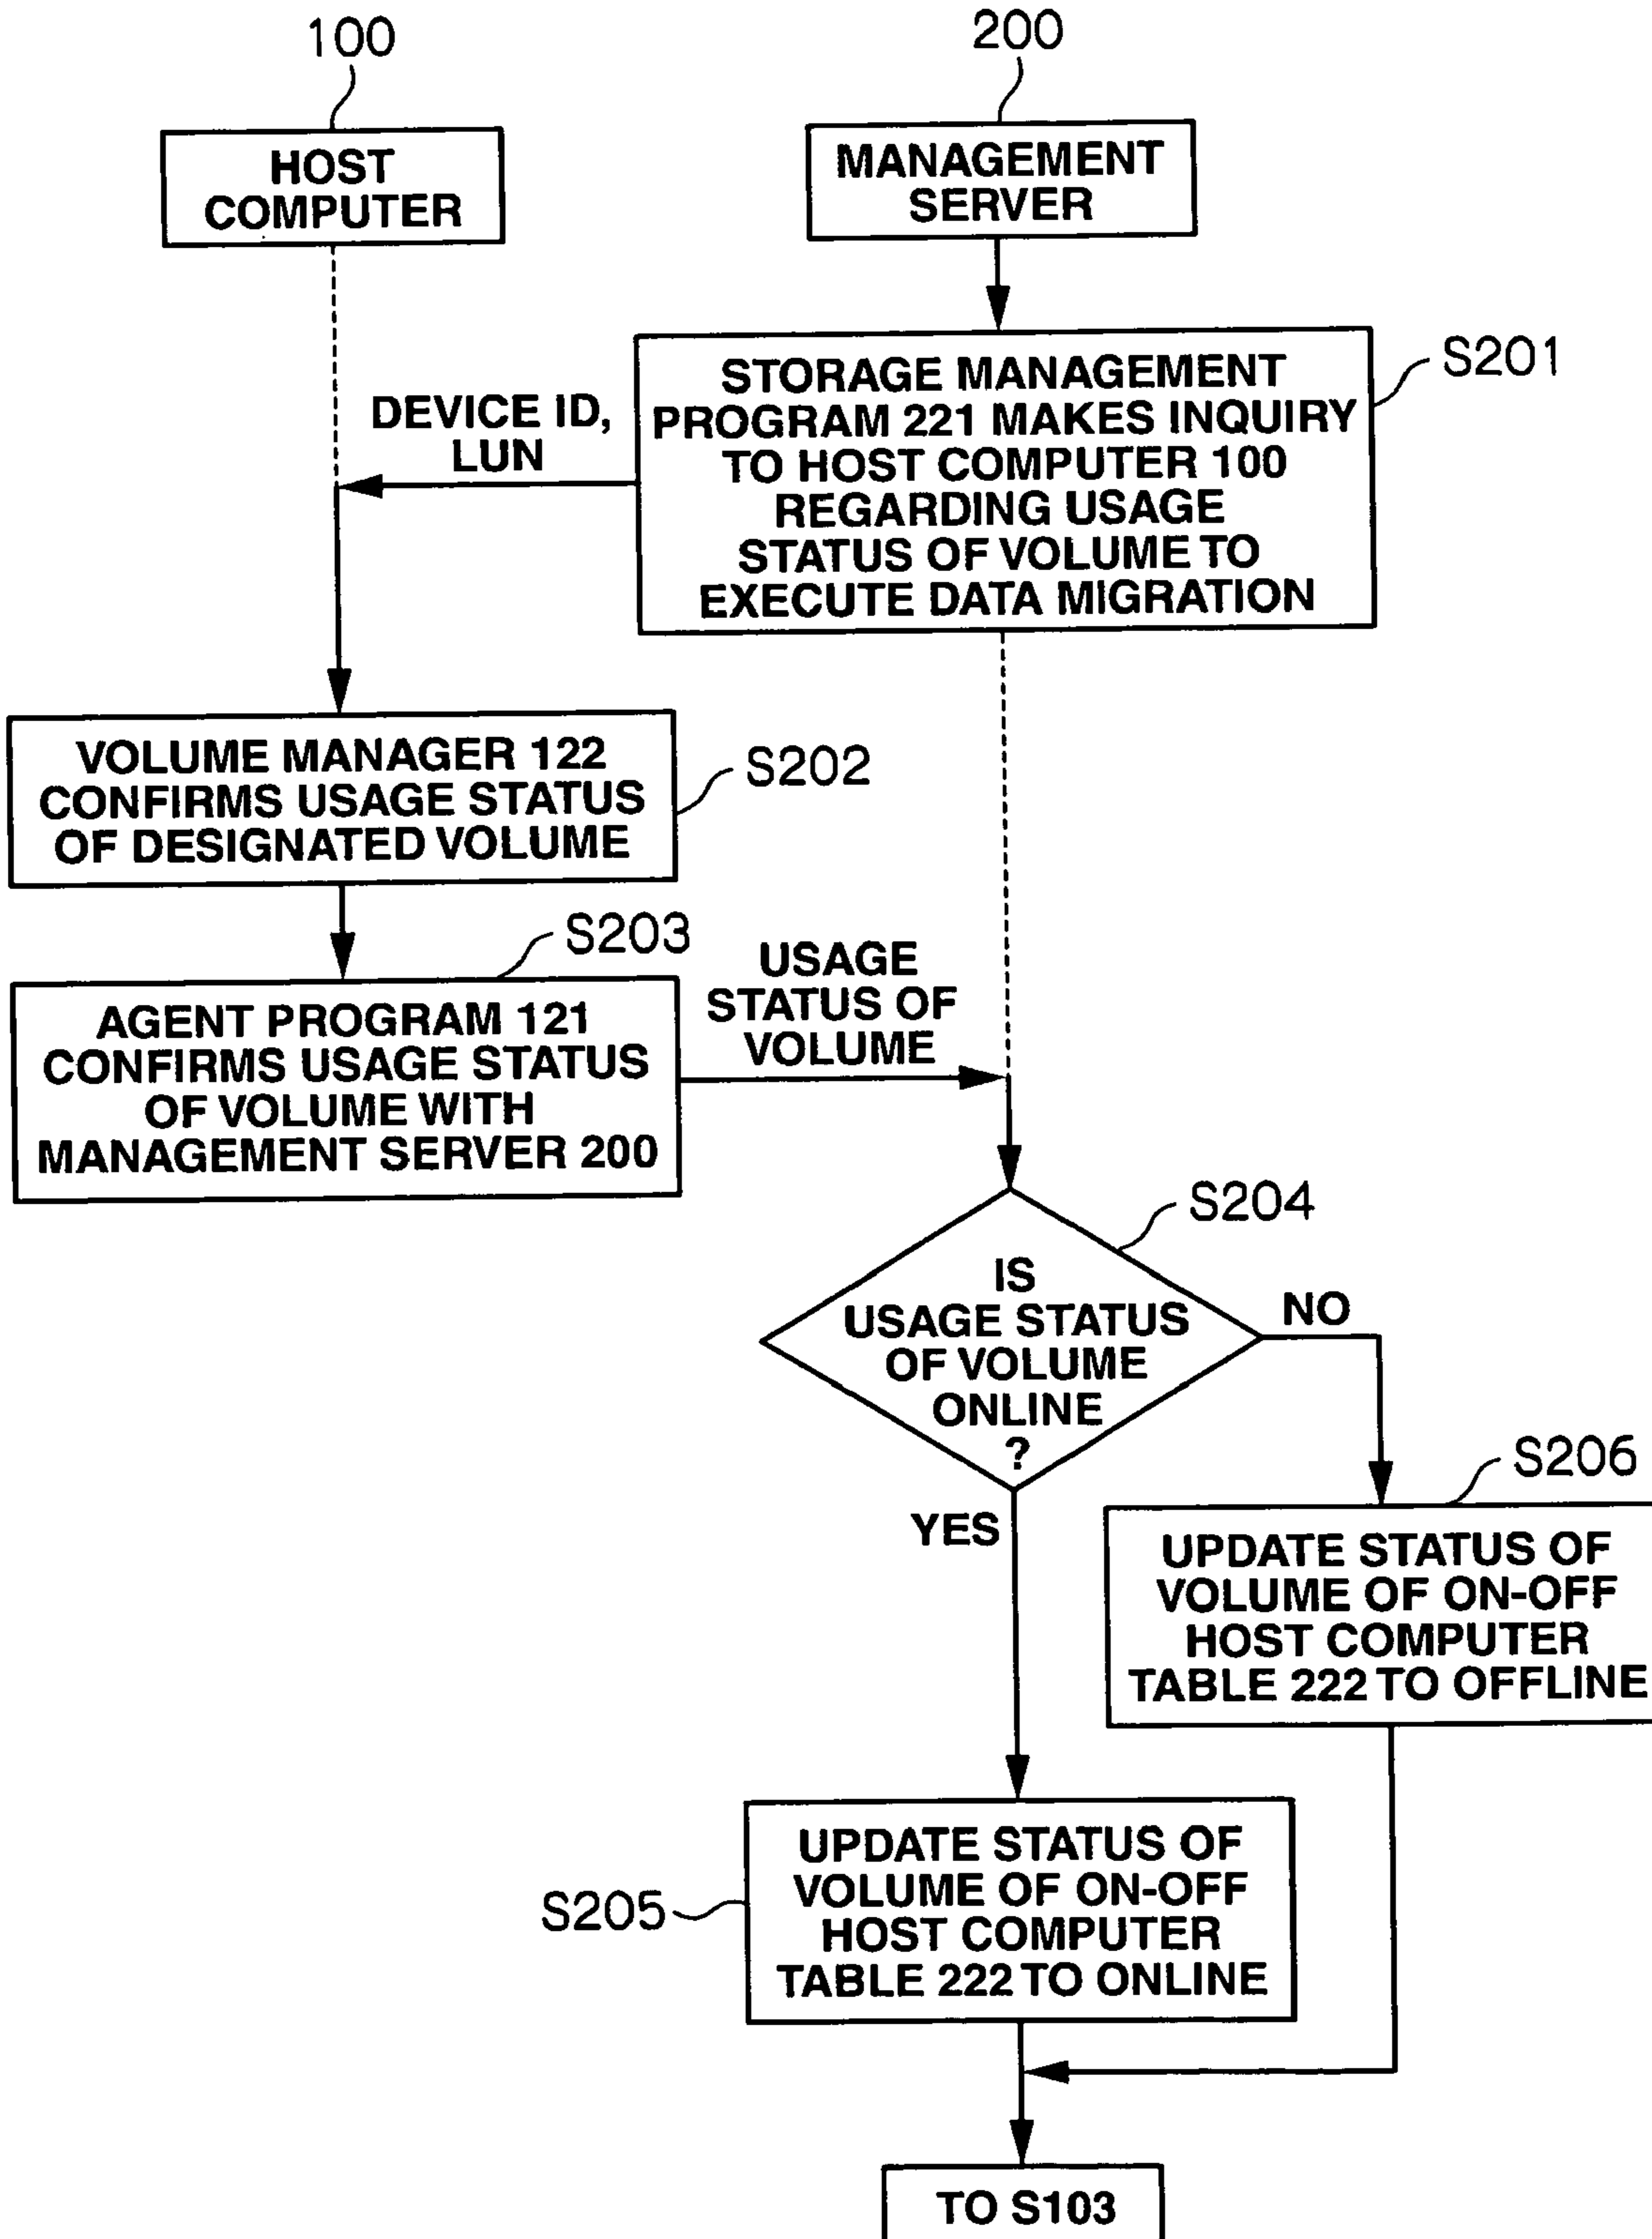 100
200
HOST
COMPUTER
MANAGEMENT
SERVER
S201
STORAGE MANAGEMENT
PROGRAM 221 MAKES INQUIRY
TO HOST COMPUTER 100
REGARDING USAGE
STATUS OF VOLUME TO
EXECUTE DATA MIGRATION
DEVICE ID,
LUN
VOLUME MANAGER 122
CONFIRMS USAGE STATUS
OF DESIGNATED VOLUME
S202
S203
AGENT PROGRAM 121
CONFIRMS USAGE STATUS
OF VOLUME WITH
MANAGEMENT SERVER 200
USAGE
STATUS OF
VOLUME
S204
IS
USAGE STATUS
OF VOLUME
ONLINE
?
NO
YES
S206
UPDATE STATUS OF
VOLUME OF ON-OFF
HOST COMPUTER
TABLE 222 TO OFFLINE
S205
UPDATE STATUS OF
VOLUME OF ON-OFF
HOST COMPUTER
TABLE 222 TO ONLINE
TO S103